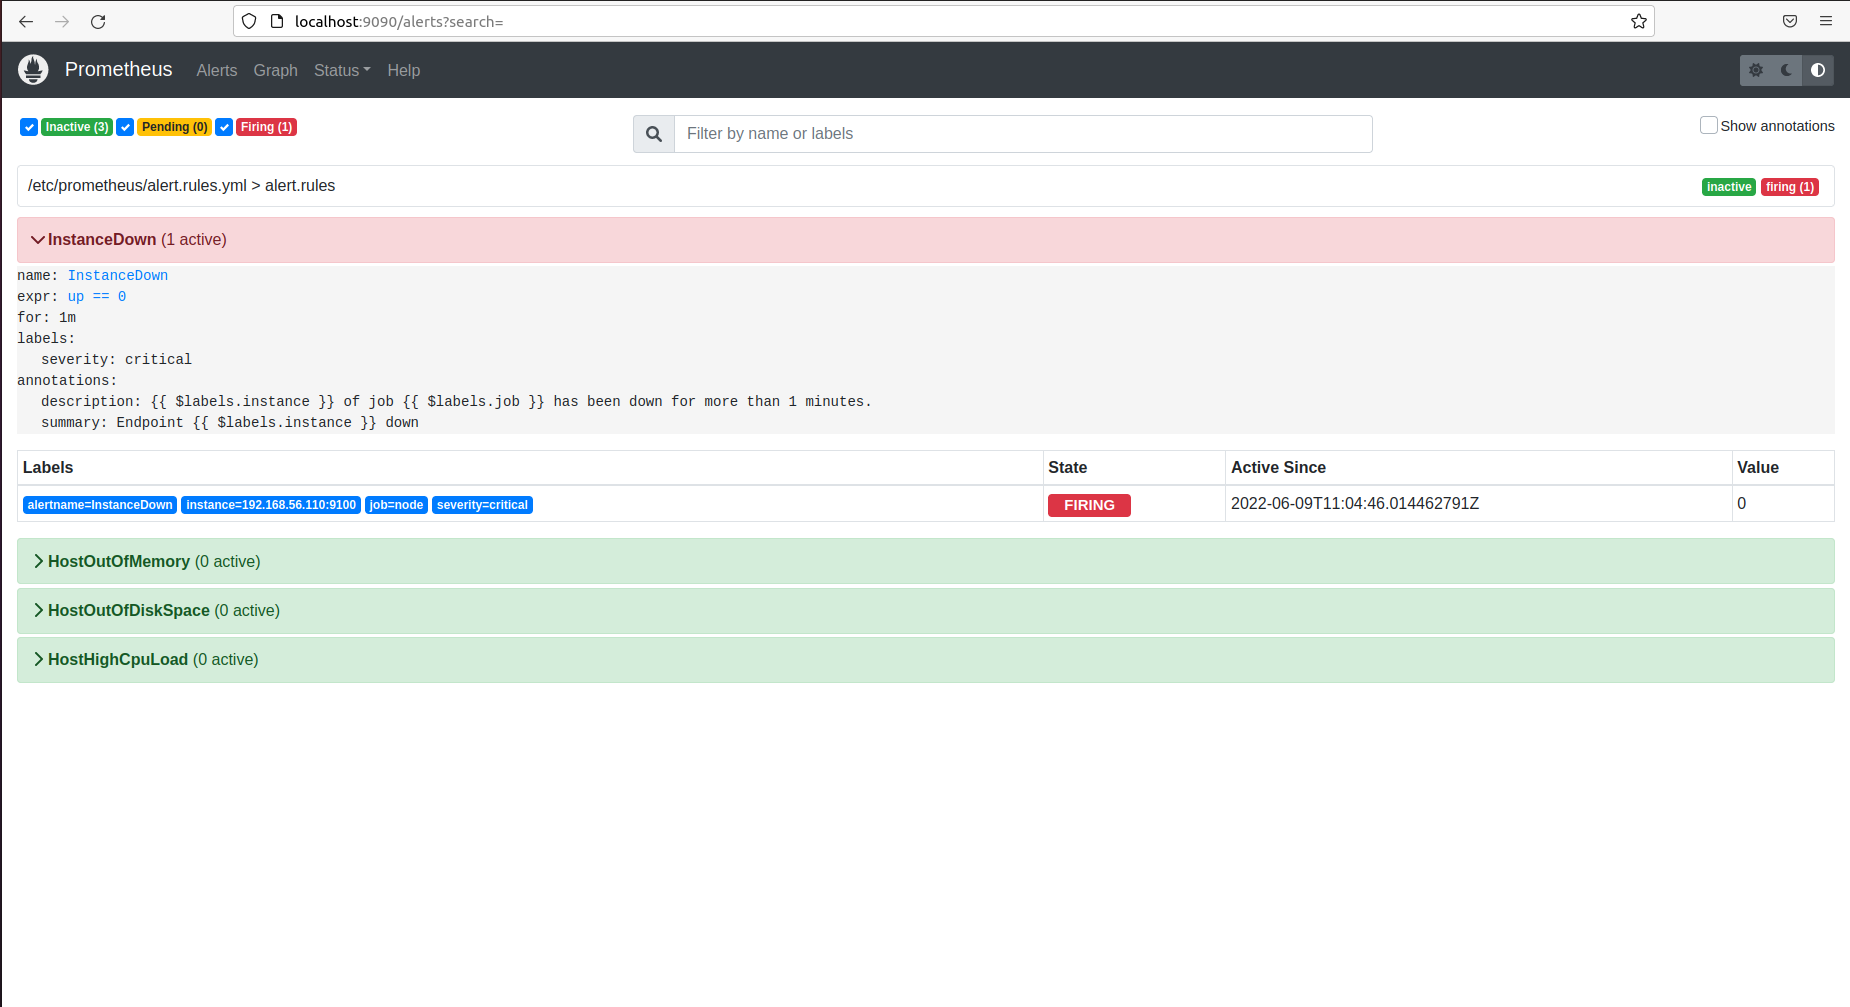 localhost:9090/alerts?search=
Prometheus Alerts Graph Status Help
Inactive (3) Pending (0) Firing (1) Filter by name or labels Show annotations
/etc/prometheus/alert.rules.yml > alert.rules inactive firing (1)
InstanceDown (1 active)
name: InstanceDown
expr: up == 0
for: 1m
labels:
severity: critical
annotations:
description: {{ $labels.instance }} of job {{ $labels.job }} has been down for more than 1 minutes.
summary: Endpoint {{ $labels.instance }} down
Labels State Active Since Value
alertname=InstanceDown instance=192.168.56.110:9100 job=node severity=critical FIRING 2022-06-09T11:04:46.014462791Z 0
HostOutOfMemory (0 active)
HostOutOfDiskSpace (0 active)
HostHighCpuLoad (0 active)